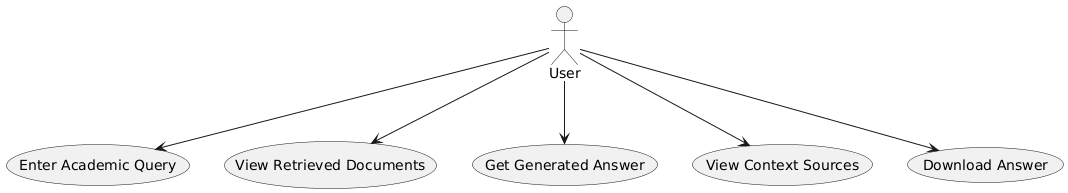 User
Enter Academic Query
View Retrieved Documents
Get Generated Answer
View Context Sources
Download Answer